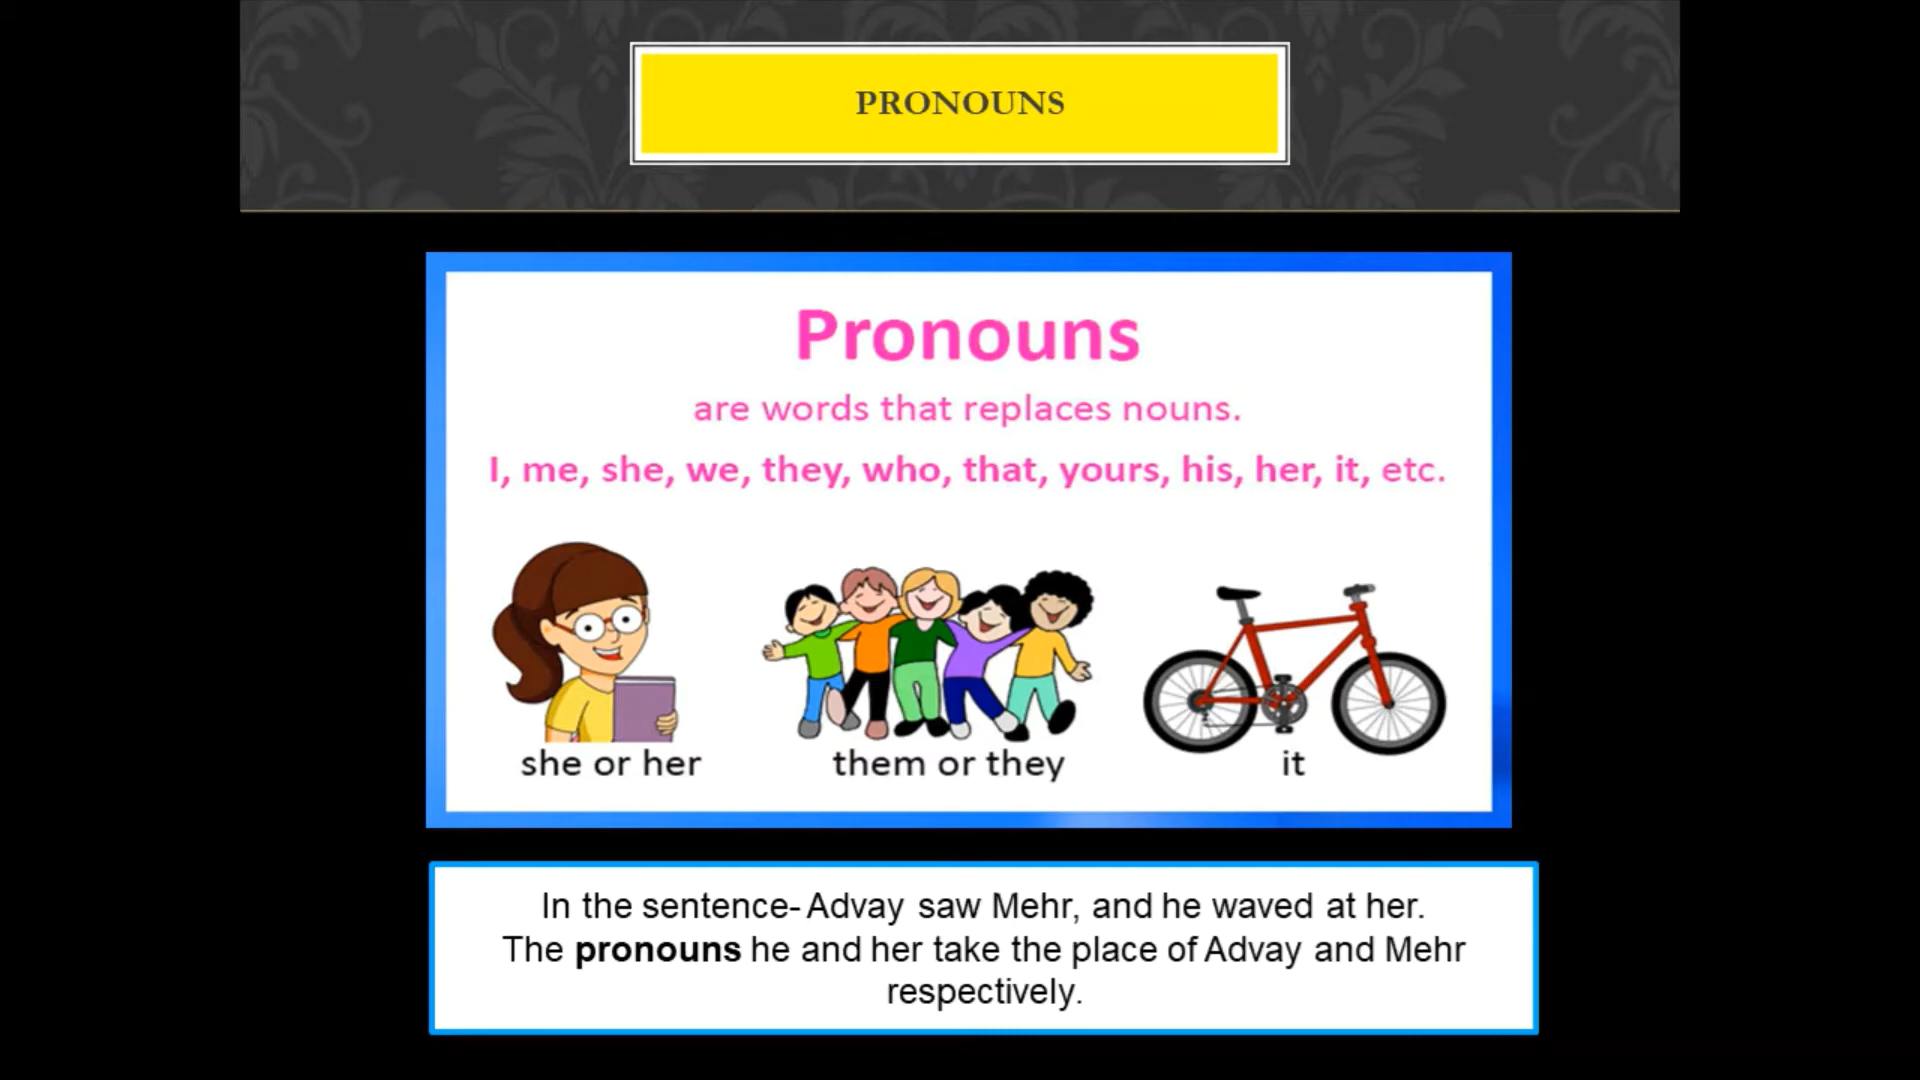 PRONOUNS
Pronouns
are words that replaces nouns.
I, me, she, we, they, who, that, yours, his, her, it, etc.
she or her
them or they
it
In the sentence- Advay saw Mehr, and he waved at her.
The pronouns he and her take the place of Advay and Mehr
respectively.